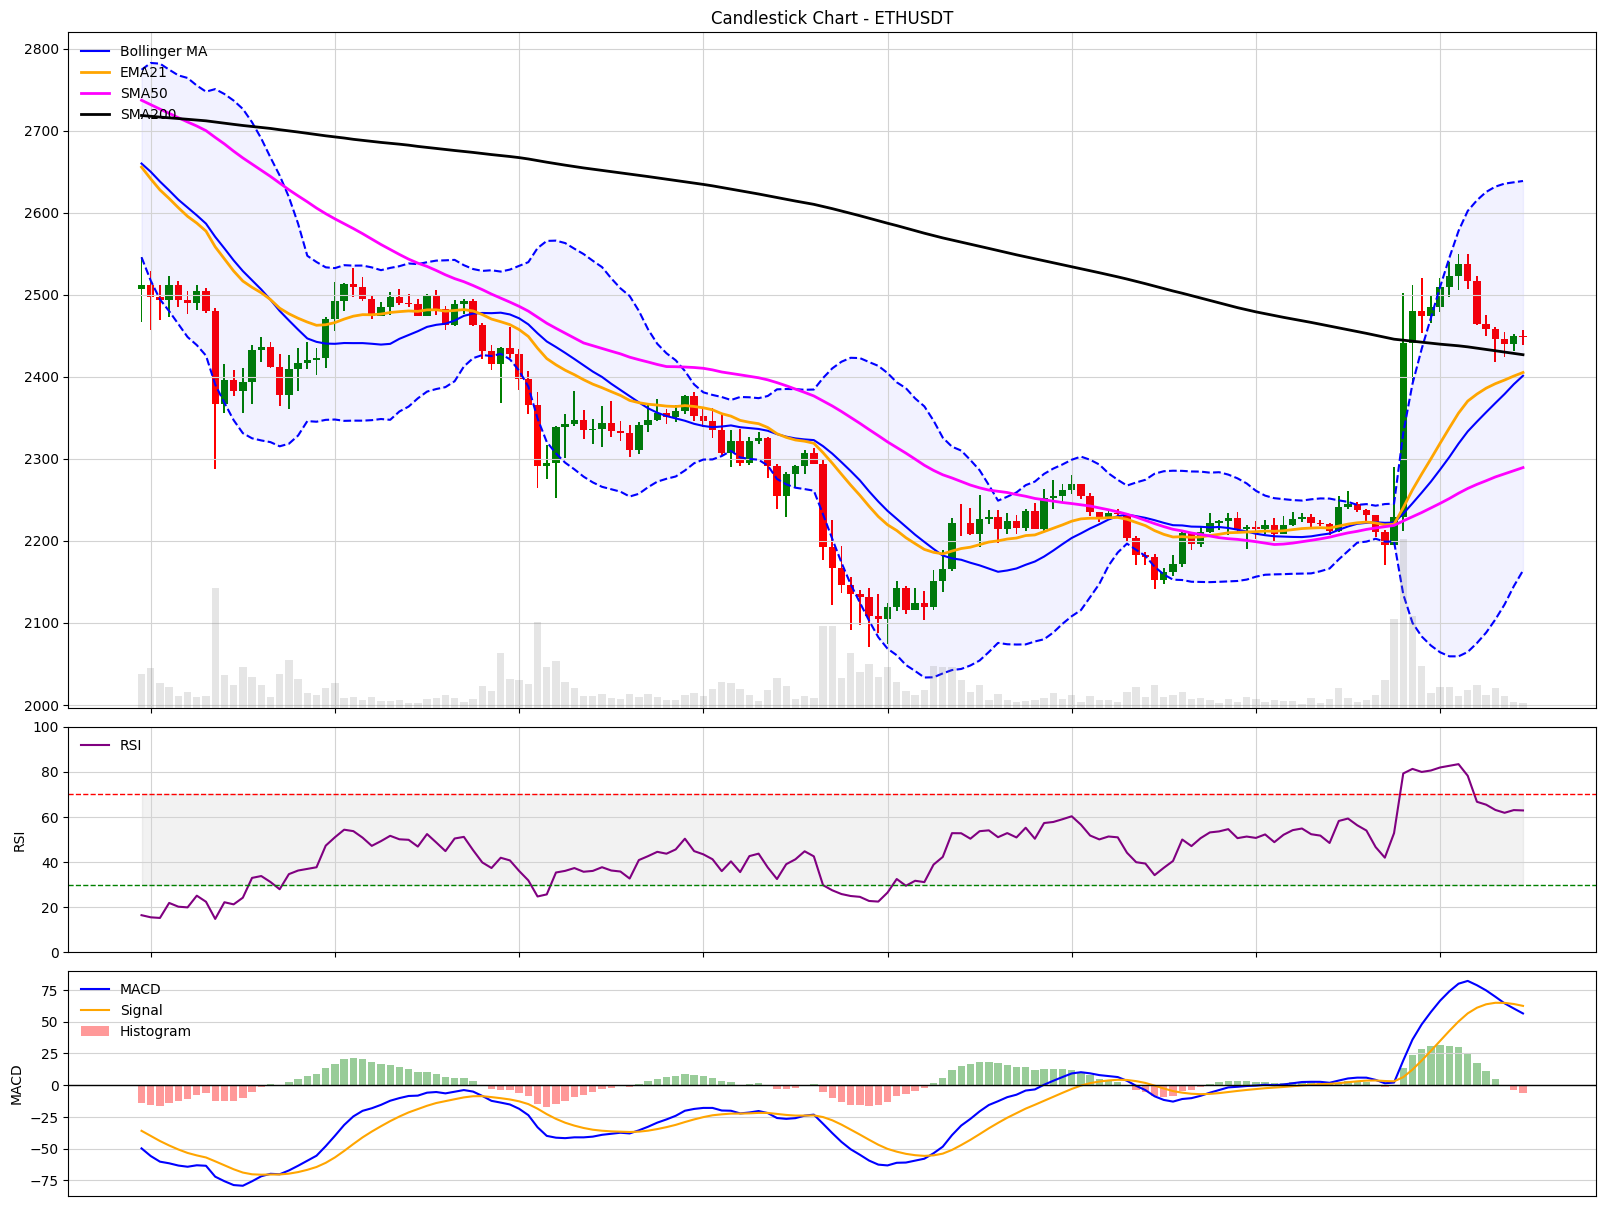 Candlestick Chart - ETHUSDT
2800
2700
2600
2500
2400
2300
2200
2100
2000
Bollinger MA
EMA21
SMA50
SMA200
RSI
100
80
60
40
20
0
RSI
MACD
75
50
25
0
−25
−50
−75
MACD
Signal
Histogram